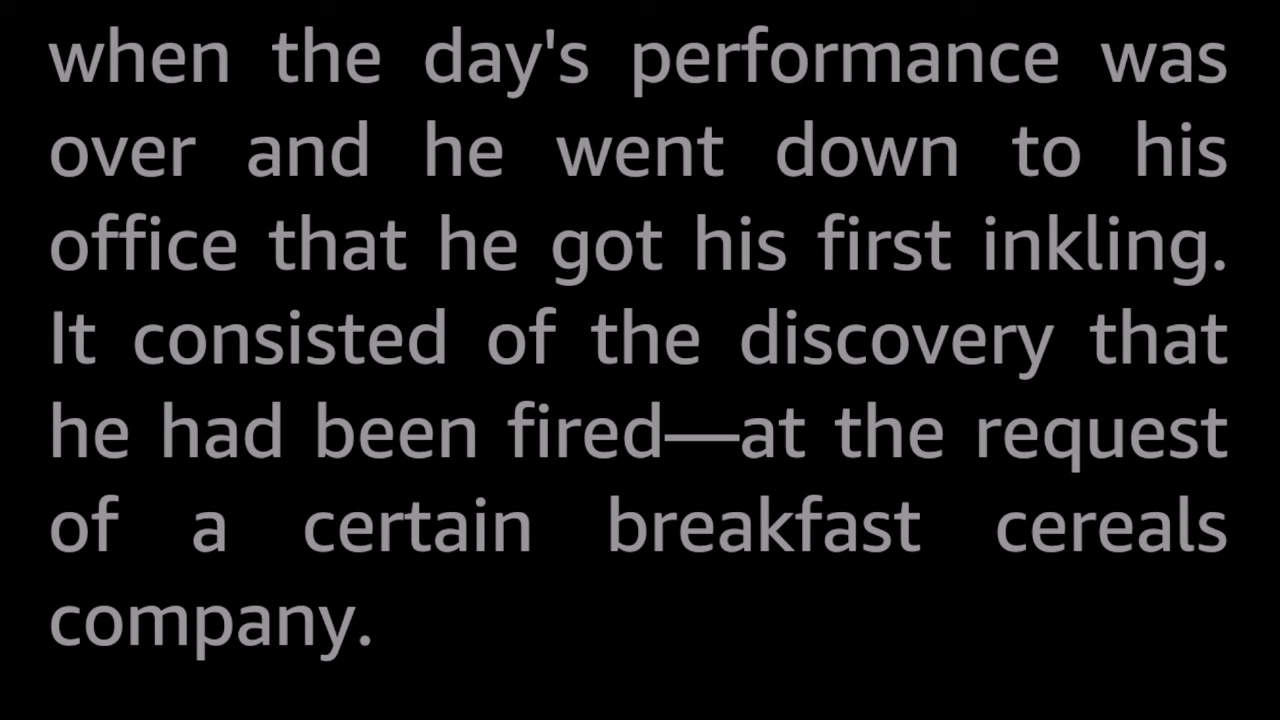 when the day's performance was
over and he went down to his
office that he got his first inkling.
It consisted of the discovery that
he had been fired—at the request
of a certain breakfast cereals
company.